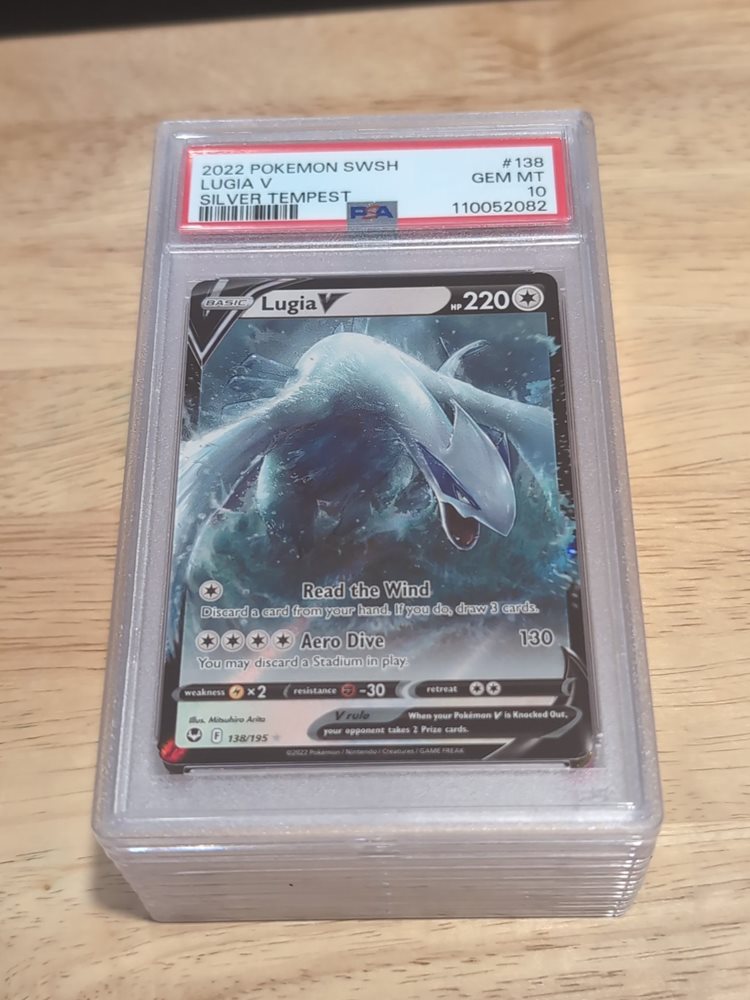 2022 POKEMON SWSH #138
LUGIA V GEM MT
SILVER TEMPEST 10
PSA 110052082
BASIC Lugia V HP 220
Read the Wind
Discard a card from your hand. If you do, draw 3 cards.
Aero Dive 130
You may discard a Stadium in play.
weakness ×2 resistance -30 retreat
V rule When your Pokémon V is Knocked Out,
your opponent takes 2 Prize cards.
Illus. Mitsuhiro Arita
F 138/195
©2022 Pokémon / Nintendo / Creatures / GAME FREAK